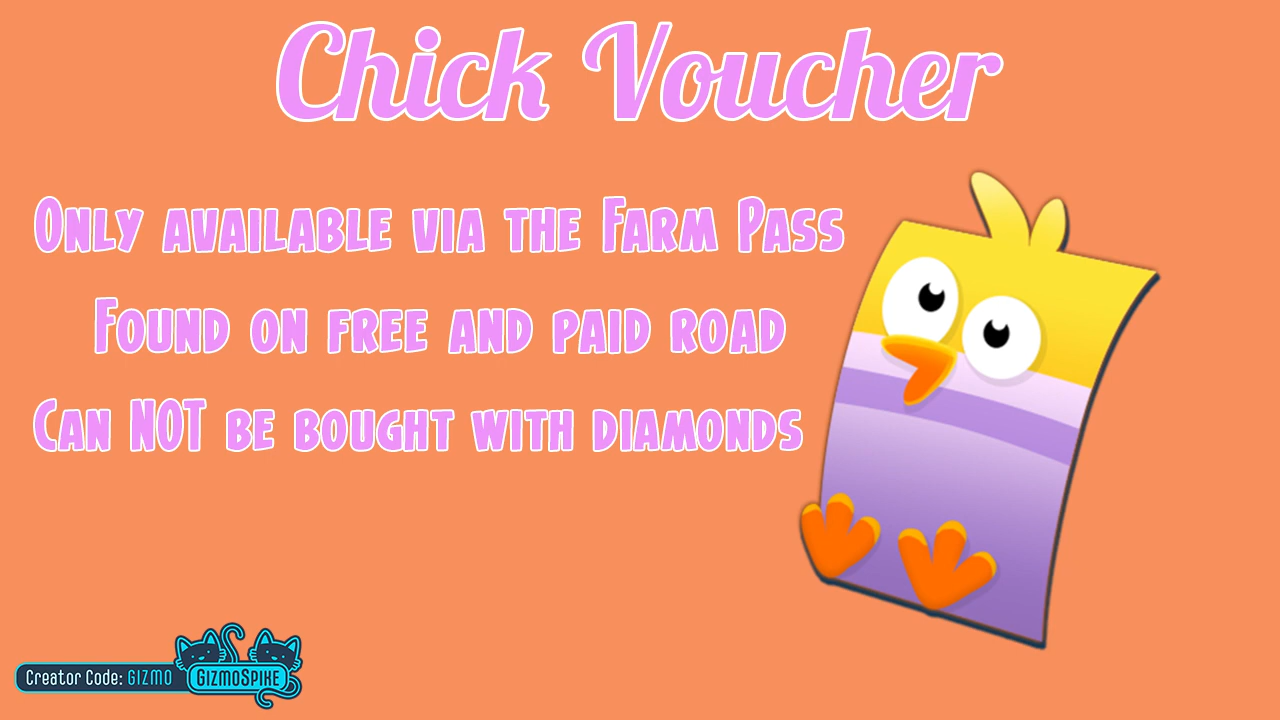 Chick Voucher
Only available via the Farm Pass
Found on free and paid road
Can NOT be bought with diamonds
Creator Code: GIZMO GIZMOSPIKE